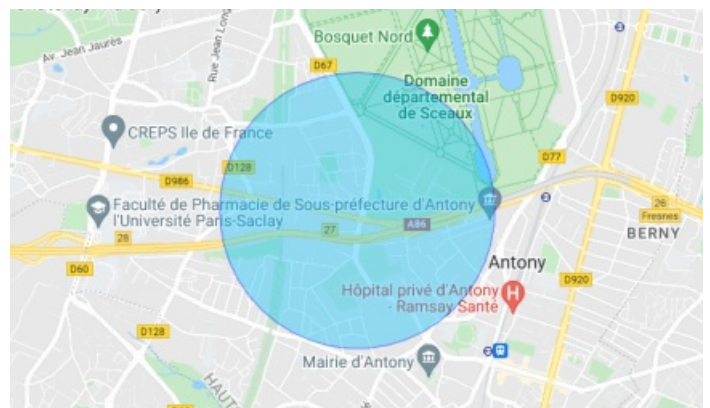 Av. Jean Jaurès
Rue Jean Long
Bosquet Nord
D67
Domaine
départemental
de Sceaux
D920
CREPS Ile de France
D128
D77
D986
Faculté de Pharmacie de
l'Université Paris-Saclay
Sous-préfecture d'Antony
28
27
A86
26
Fresnes
BERNY
D60
Antony
D920
Hôpital privé d'Antony
- Ramsay Santé
H
D128
Mairie d'Antony
HAUT